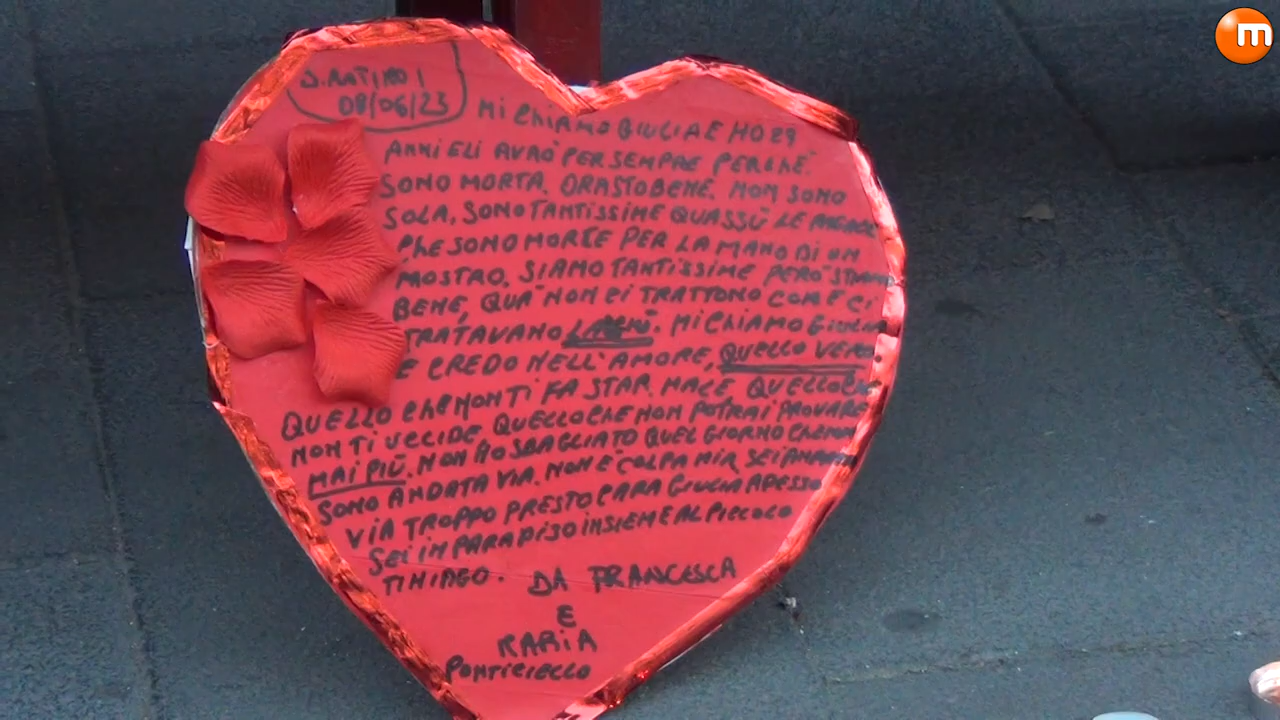 S. ANTIMO
08/06/23
MI CHIAMO GIULIA E HO 29
ANNI E LI AVRÒ PER SEMPRE PERCHÈ
SONO MORTA. ORA STO BENE. NON SONO
SOLA, SONO TANTISSIME QUASSÙ LE
CHE SONO MORTE PER LA MANO DI UN
MOSTRO. SIAMO TANTISSIME PERÒ STIAMO
BENE, QUA NON CI TRATTONO COME CI
TRATAVANO LAGGIÙ. MI CHIAMO GIULIA
E CREDO NELL'AMORE, QUELLO VERO.
QUELLO CHE NON TI FA STAR MALE QUELLO CHE
NON TI UCCIDE QUELLO CHE NON POTRAI PROVARE
MAI PIÙ. NON HO SBAGLIATO QUEL GIORNO CHE NON
SONO ANDATA VIA. NON È COLPA MIA SEI ANDATA
VIA TROPPO PRESTO CARA GIULIA ADESSO
SEI IN PARADISO INSIEME AL PICCOLO
THIAGO. DA FRANCESCA
E
KARIA
PONTICIELLO
m